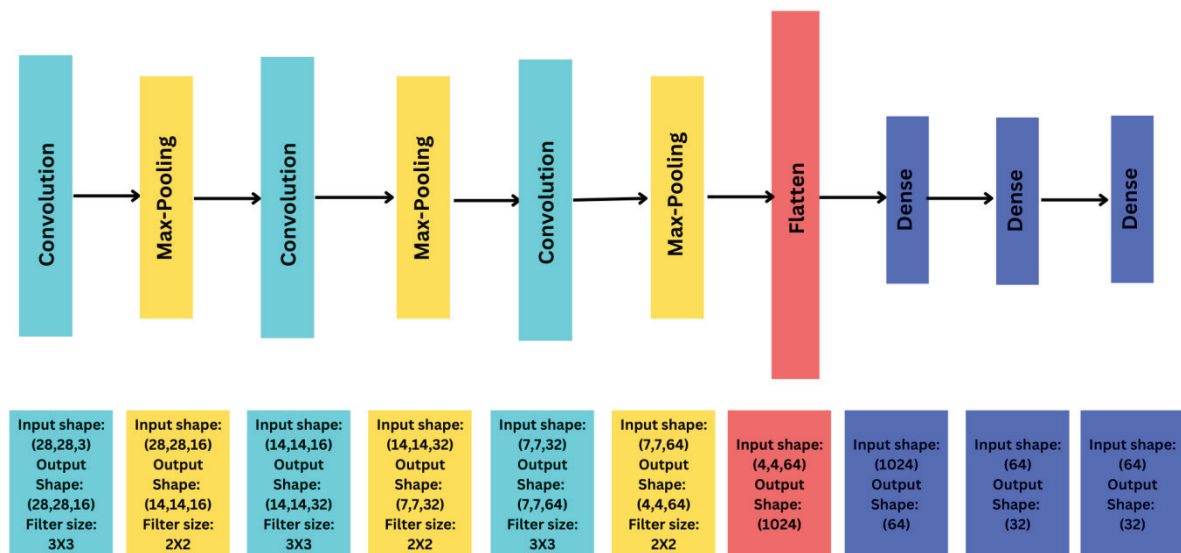 Convolution
Max-Pooling
Convolution
Max-Pooling
Convolution
Max-Pooling
Flatten
Dense
Dense
Dense
Input shape:
(28,28,3)
Output
Shape:
(28,28,16)
Filter size:
3X3
Input shape:
(28,28,16)
Output
Shape:
(14,14,16)
Filter size:
2X2
Input shape:
(14,14,16)
Output
Shape:
(14,14,32)
Filter size:
3X3
Input shape:
(14,14,32)
Output
Shape:
(7,7,32)
Filter size:
2X2
Input shape:
(7,7,32)
Output
Shape:
(7,7,64)
Filter size:
3X3
Input shape:
(7,7,64)
Output
Shape:
(4,4,64)
Filter size:
2X2
Input shape:
(4,4,64)
Output
Shape:
(1024)
Input shape:
(1024)
Output
Shape:
(64)
Input shape:
(64)
Output
Shape:
(32)
Input shape:
(64)
Output
Shape:
(32)